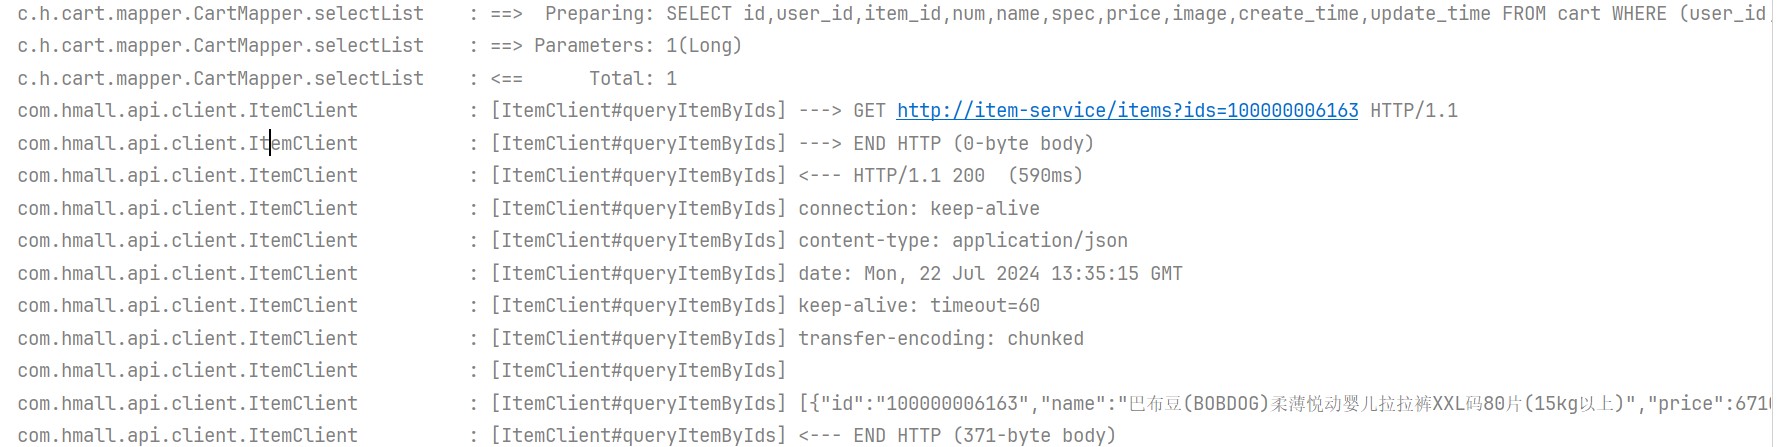 c.h.cart.mapper.CartMapper.selectList : ==> Preparing: SELECT id,user_id,item_id,num,name,spec,price,image,create_time,update_time FROM cart WHERE (user_id
c.h.cart.mapper.CartMapper.selectList : ==> Parameters: 1(Long)
c.h.cart.mapper.CartMapper.selectList : <== Total: 1
com.hmall.api.client.ItemClient : [ItemClient#queryItemByIds] ---> GET http://item-service/items?ids=100000006163 HTTP/1.1
com.hmall.api.client.ItemClient : [ItemClient#queryItemByIds] ---> END HTTP (0-byte body)
com.hmall.api.client.ItemClient : [ItemClient#queryItemByIds] <--- HTTP/1.1 200 (590ms)
com.hmall.api.client.ItemClient : [ItemClient#queryItemByIds] connection: keep-alive
com.hmall.api.client.ItemClient : [ItemClient#queryItemByIds] content-type: application/json
com.hmall.api.client.ItemClient : [ItemClient#queryItemByIds] date: Mon, 22 Jul 2024 13:35:15 GMT
com.hmall.api.client.ItemClient : [ItemClient#queryItemByIds] keep-alive: timeout=60
com.hmall.api.client.ItemClient : [ItemClient#queryItemByIds] transfer-encoding: chunked
com.hmall.api.client.ItemClient : [ItemClient#queryItemByIds]
com.hmall.api.client.ItemClient : [ItemClient#queryItemByIds] [{"id":"100000006163","name":"巴布豆(BOBDOG)柔薄悦动婴儿拉拉裤XXL码80片(15kg以上)","price":6710
com.hmall.api.client.ItemClient : [ItemClient#queryItemByIds] <--- END HTTP (371-byte body)